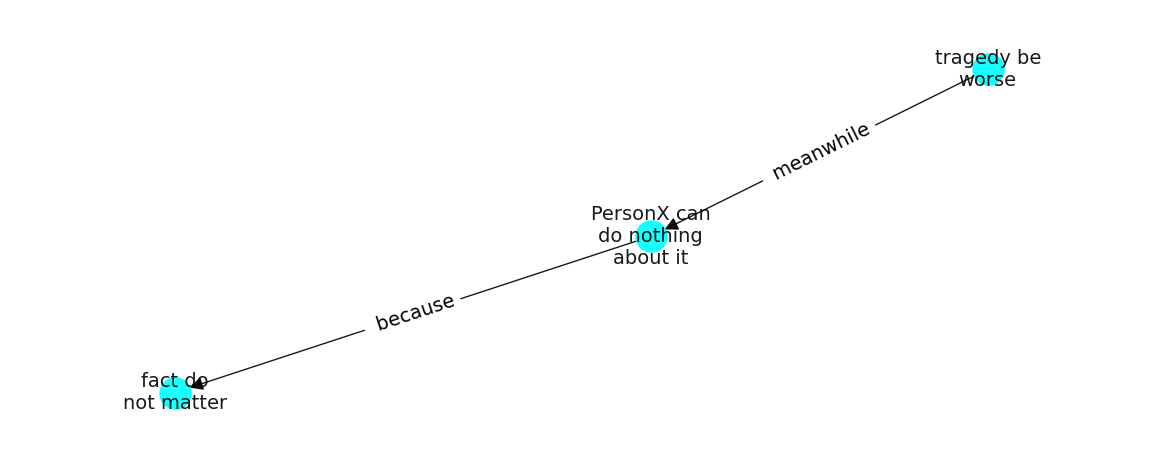 tragedy be
worse
meanwhile
PersonX can
do nothing
about it
because
fact do
not matter